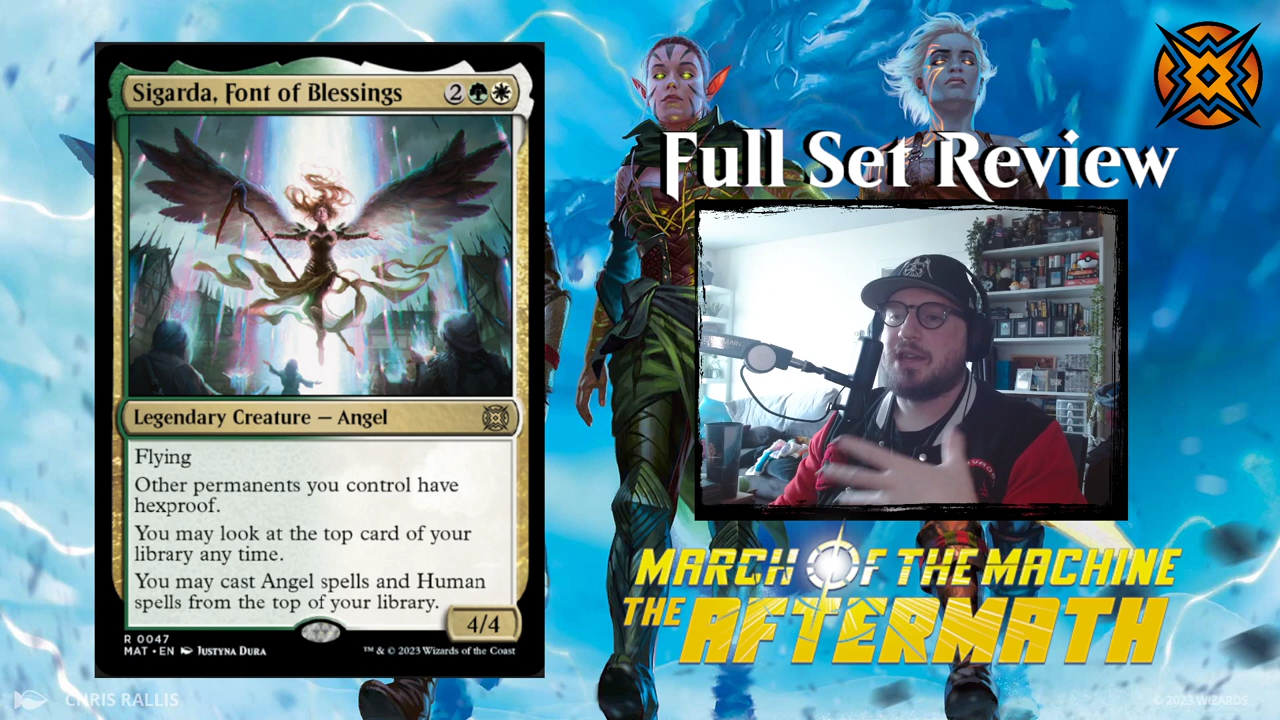 Sigarda, Font of Blessings 2
Legendary Creature — Angel
Flying
Other permanents you control have
hexproof.
You may look at the top card of your
library any time.
You may cast Angel spells and Human
spells from the top of your library.
4/4
R 0047
MAT • EN JUSTYNA DURA
™ & © 2023 Wizards of the Coast
Full Set Review
MARCH OF THE MACHINE
THE AFTERMATH
CHRIS RALLIS
© 2023 WIZARDS